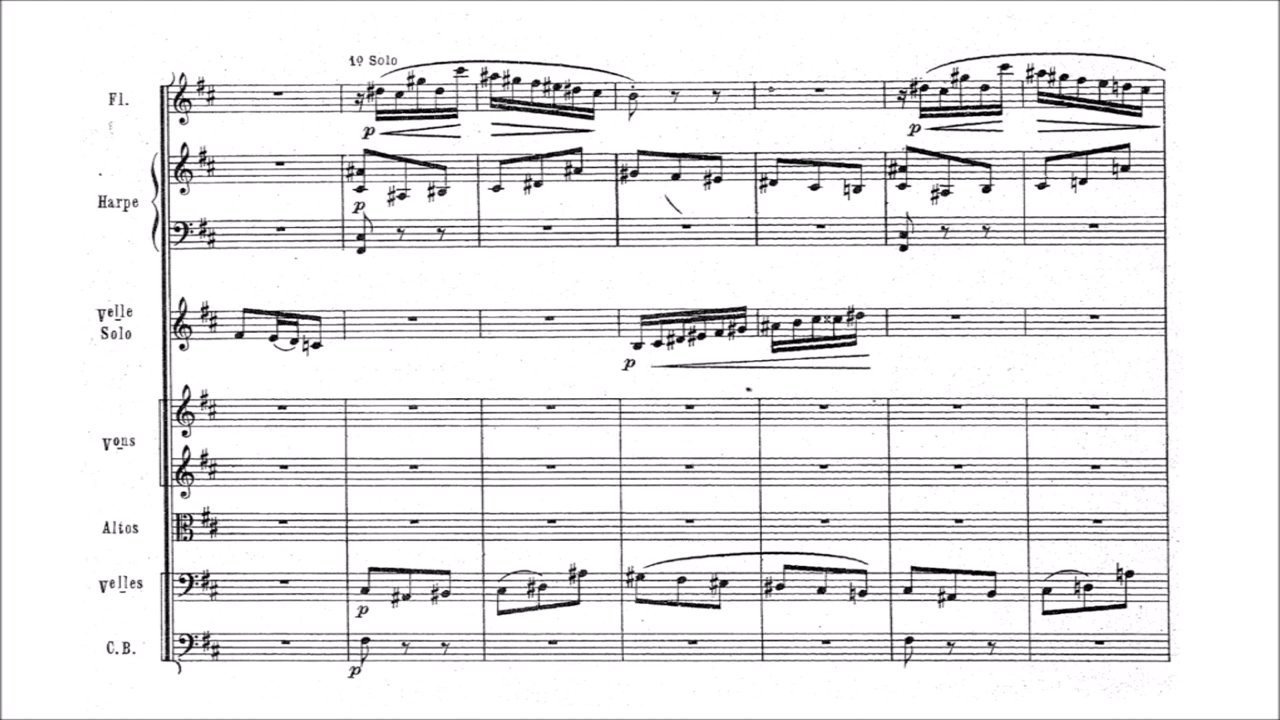 1º Solo
Fl.
p
p
Harpe
p
Velle
Solo
p
Vons
Altos
Velles
p
C.B.
p